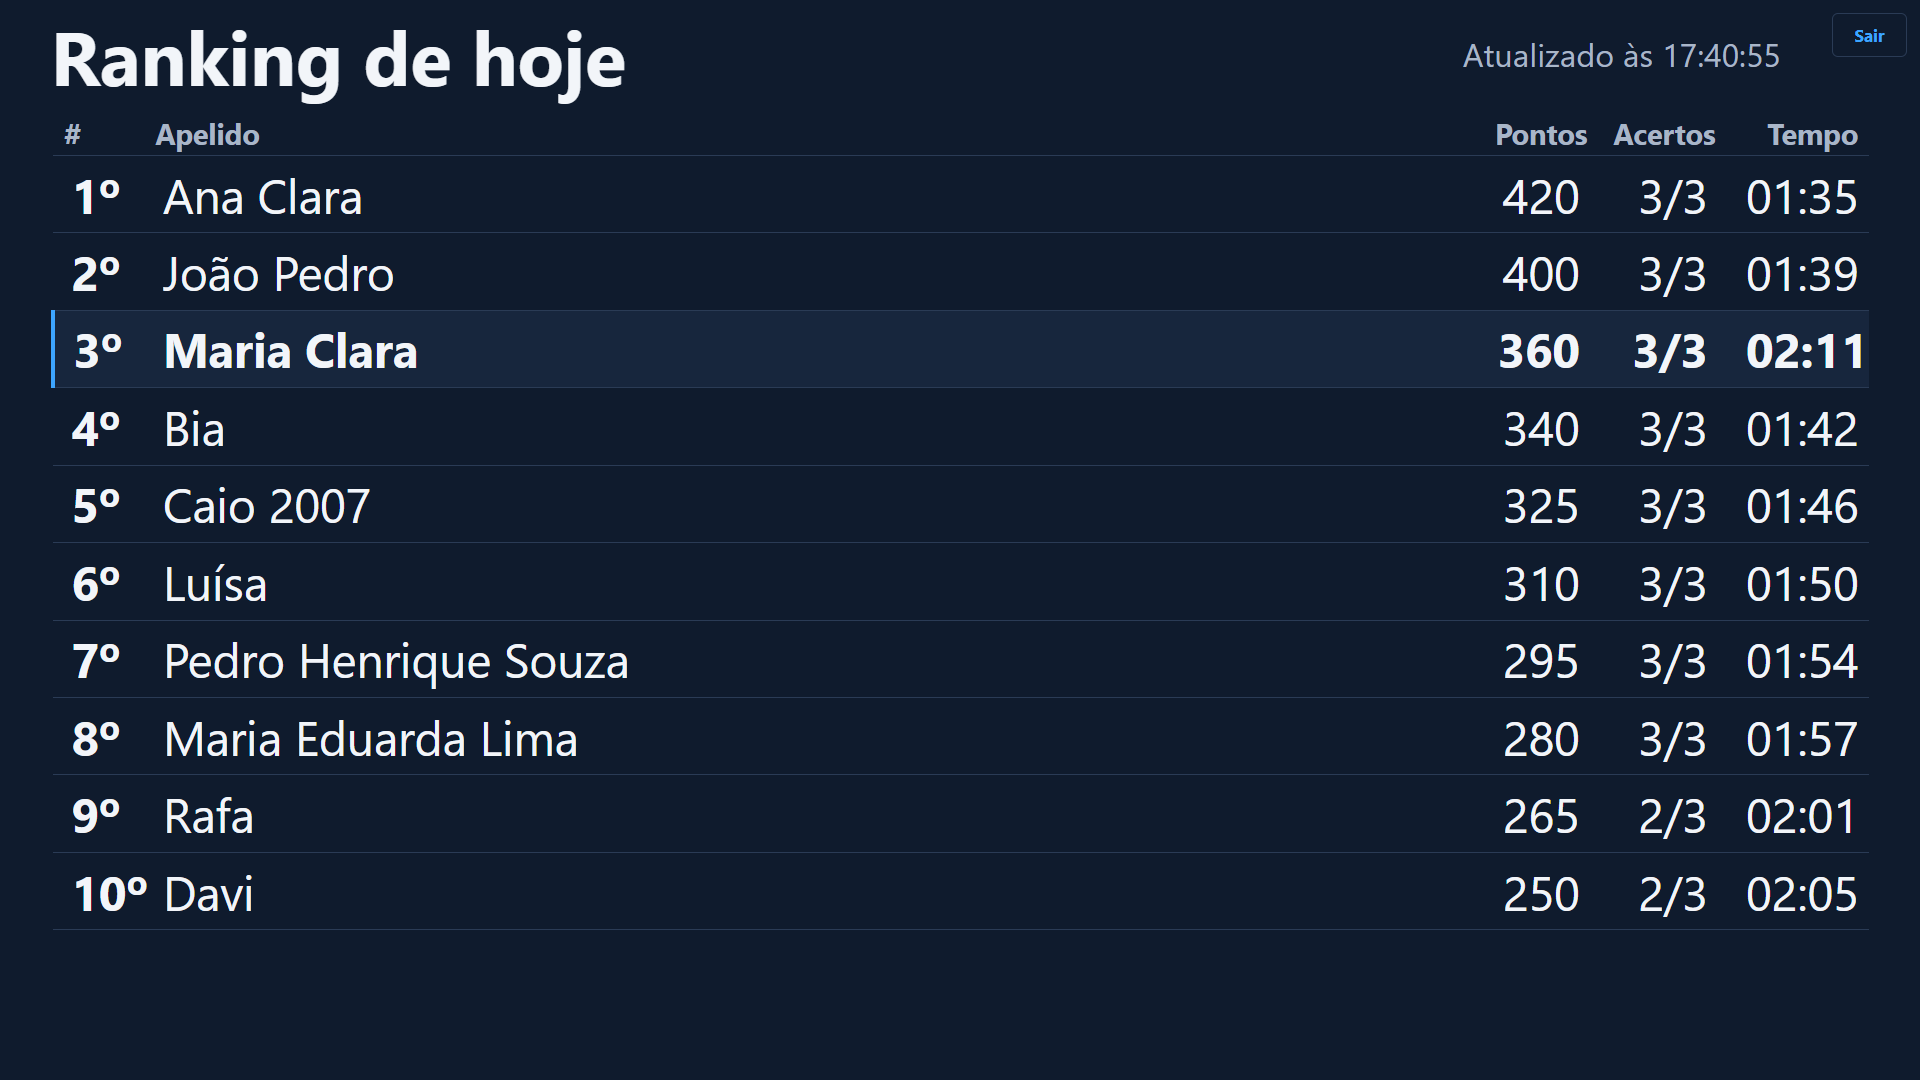 Ranking de hoje
Atualizado às 17:40:55
Sair
# Apelido Pontos Acertos Tempo
1º Ana Clara 420 3/3 01:35
2º João Pedro 400 3/3 01:39
3º Maria Clara 360 3/3 02:11
4º Bia 340 3/3 01:42
5º Caio 2007 325 3/3 01:46
6º Luísa 310 3/3 01:50
7º Pedro Henrique Souza 295 3/3 01:54
8º Maria Eduarda Lima 280 3/3 01:57
9º Rafa 265 2/3 02:01
10º Davi 250 2/3 02:05